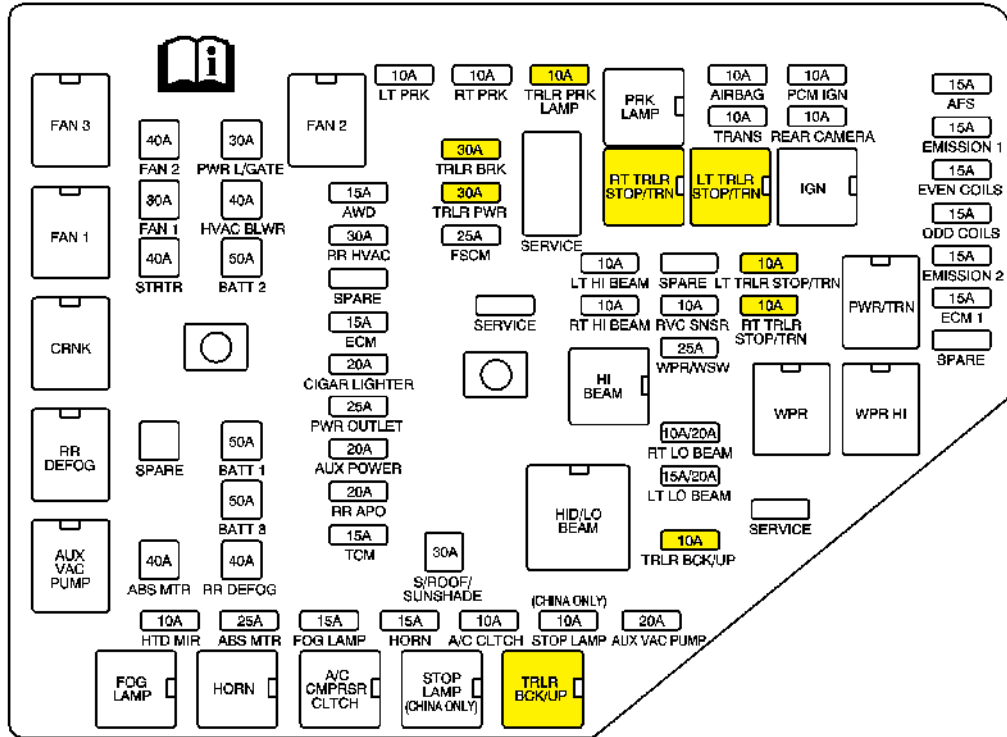 i
FAN 3
40A
FAN 2
30A
PWR L/GATE
FAN 2
10A
LT PRK
10A
RT PRK
10A
TRLR PRK
LAMP
PRK
LAMP
10A
AIRBAG
10A
PCM IGN
10A
TRANS
10A
REAR CAMERA
15A
AFS
15A
EMISSION 1
15A
EVEN COILS
15A
ODD COILS
15A
EMISSION 2
15A
ECM 1
SPARE
FAN 1
30A
FAN 1
40A
HVAC BLWR
40A
STRTR
50A
BATT 2
15A
AWD
30A
RR HVAC
SPARE
15A
ECM
20A
CIGAR LIGHTER
25A
PWR OUTLET
20A
AUX POWER
20A
RR APO
15A
TCM
30A
TRLR BRK
30A
TRLR PWR
25A
FSCM
SERVICE
SERVICE
RT TRLR
STOP/TRN
LT TRLR
STOP/TRN
IGN
10A
LT HI BEAM
SPARE
10A
LT TRLR STOP/TRN
10A
RT HI BEAM
10A
RVC SNSR
10A
RT TRLR
STOP/TRN
25A
WPR/WSW
PWR/TRN
HI
BEAM
WPR
WPR HI
10A/20A
RT LO BEAM
15A/20A
LT LO BEAM
HID/LO
BEAM
SERVICE
10A
TRLR BCK/UP
CRNK
RR
DEFOG
SPARE
50A
BATT 1
50A
BATT 3
AUX
VAC
PUMP
40A
ABS MTR
40A
RR DEFOG
30A
S/ROOF/
SUNSHADE
10A
HTD MIR
25A
ABS MTR
15A
FOG LAMP
15A
HORN
10A
A/C CLTCH
(CHINA ONLY)
10A
STOP LAMP
20A
AUX VAC PUMP
FOG
LAMP
HORN
A/C
CMPRSR
CLTCH
STOP
LAMP
(CHINA ONLY)
TRLR
BCK/UP